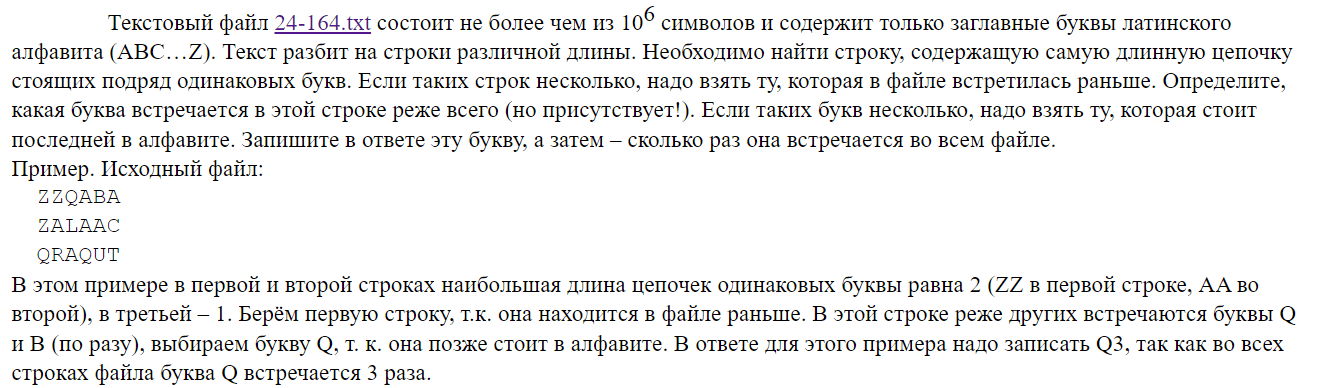 Текстовый файл 24-164.txt состоит не более чем из 10⁶ символов и содержит только заглавные буквы латинского
алфавита (ABC…Z). Текст разбит на строки различной длины. Необходимо найти строку, содержащую самую длинную цепочку
стоящих подряд одинаковых букв. Если таких строк несколько, надо взять ту, которая в файле встретилась раньше. Определите,
какая буква встречается в этой строке реже всего (но присутствует!). Если таких букв несколько, надо взять ту, которая стоит
последней в алфавите. Запишите в ответе эту букву, а затем – сколько раз она встречается во всем файле.
Пример. Исходный файл:
ZZQABA
ZALAAC
QRAQUT
В этом примере в первой и второй строках наибольшая длина цепочек одинаковых буквы равна 2 (ZZ в первой строке, AA во
второй), в третьей – 1. Берём первую строку, т.к. она находится в файле раньше. В этой строке реже других встречаются буквы Q
и B (по разу), выбираем букву Q, т. к. она позже стоит в алфавите. В ответе для этого примера надо записать Q3, так как во всех
строках файла буква Q встречается 3 раза.